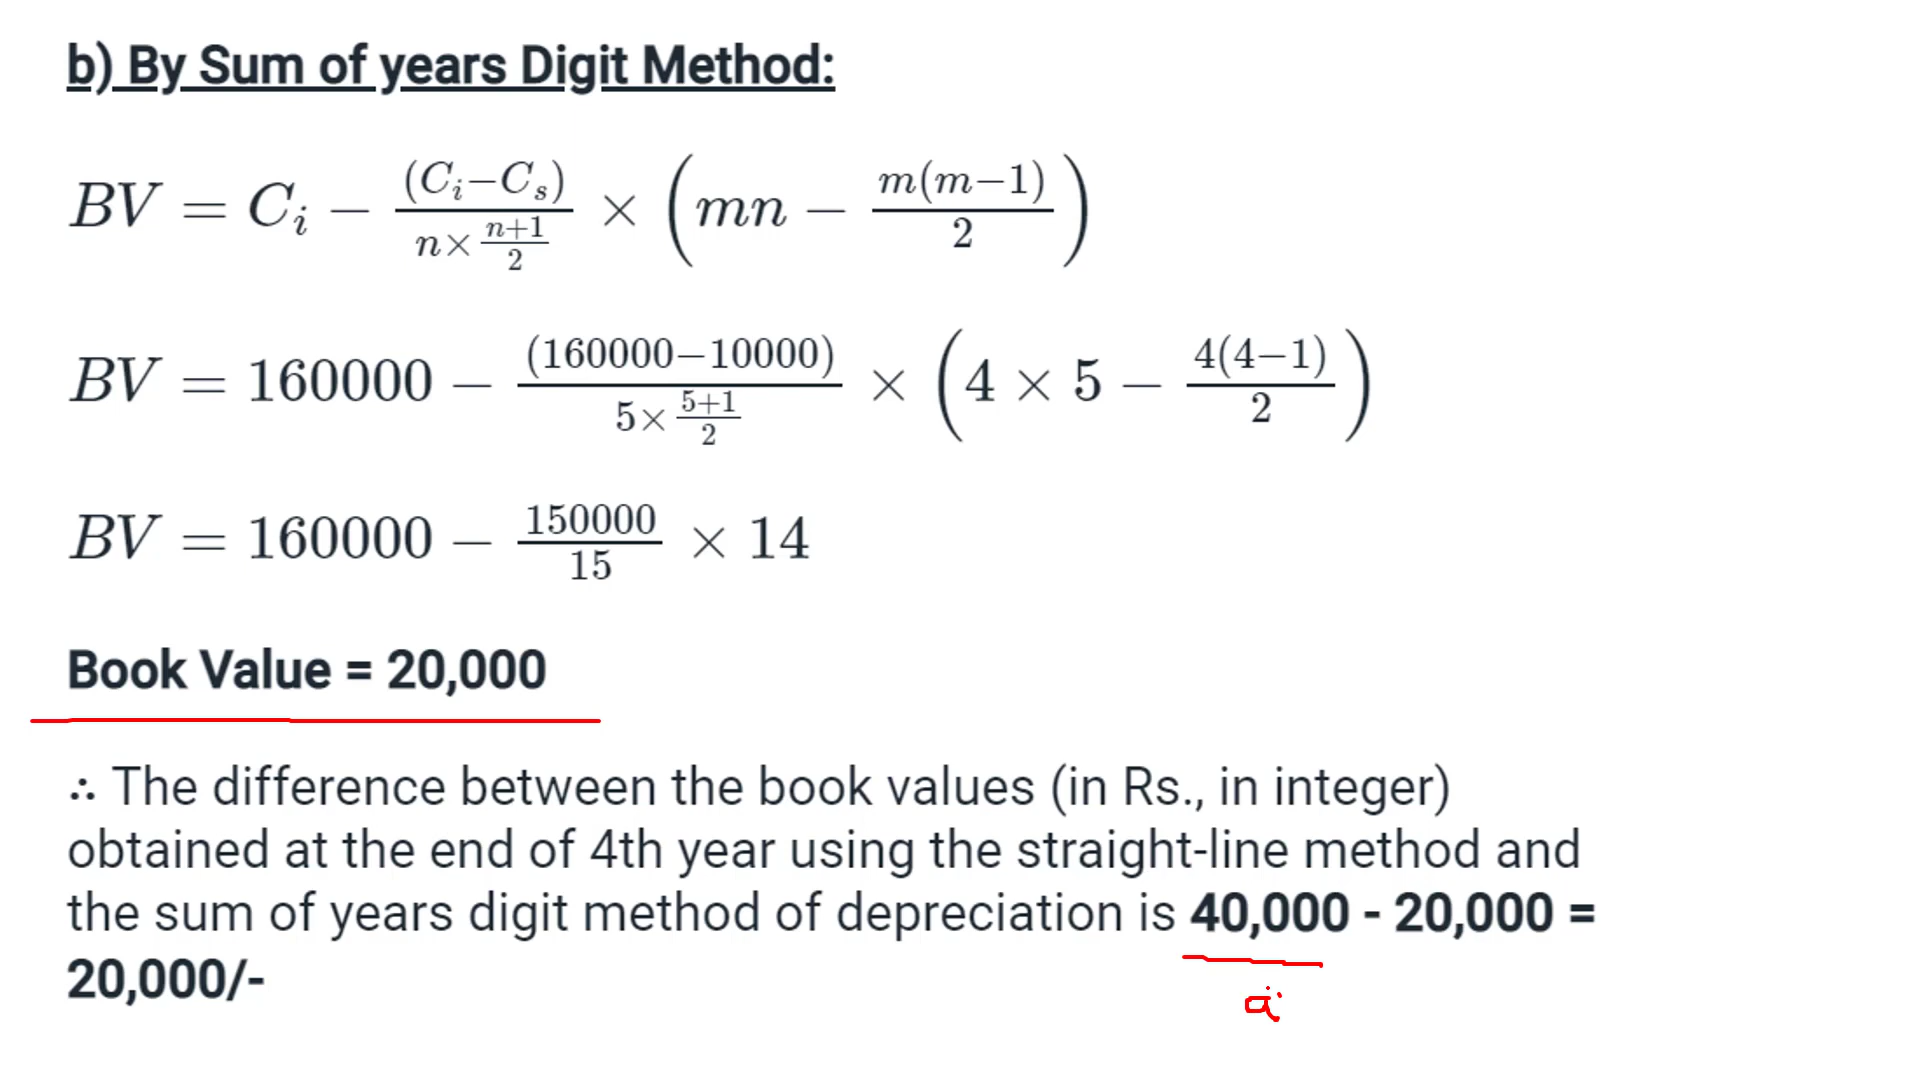 b) By Sum of years Digit Method:
BV = C_i − (C_i−C_s)/(n×(n+1)/2) × (mn − m(m−1)/2)
BV = 160000 − (160000−10000)/(5×(5+1)/2) × (4 × 5 − 4(4−1)/2)
BV = 160000 − 150000/15 × 14
Book Value = 20,000
∴ The difference between the book values (in Rs., in integer)
obtained at the end of 4th year using the straight-line method and
the sum of years digit method of depreciation is 40,000 - 20,000 =
20,000/-